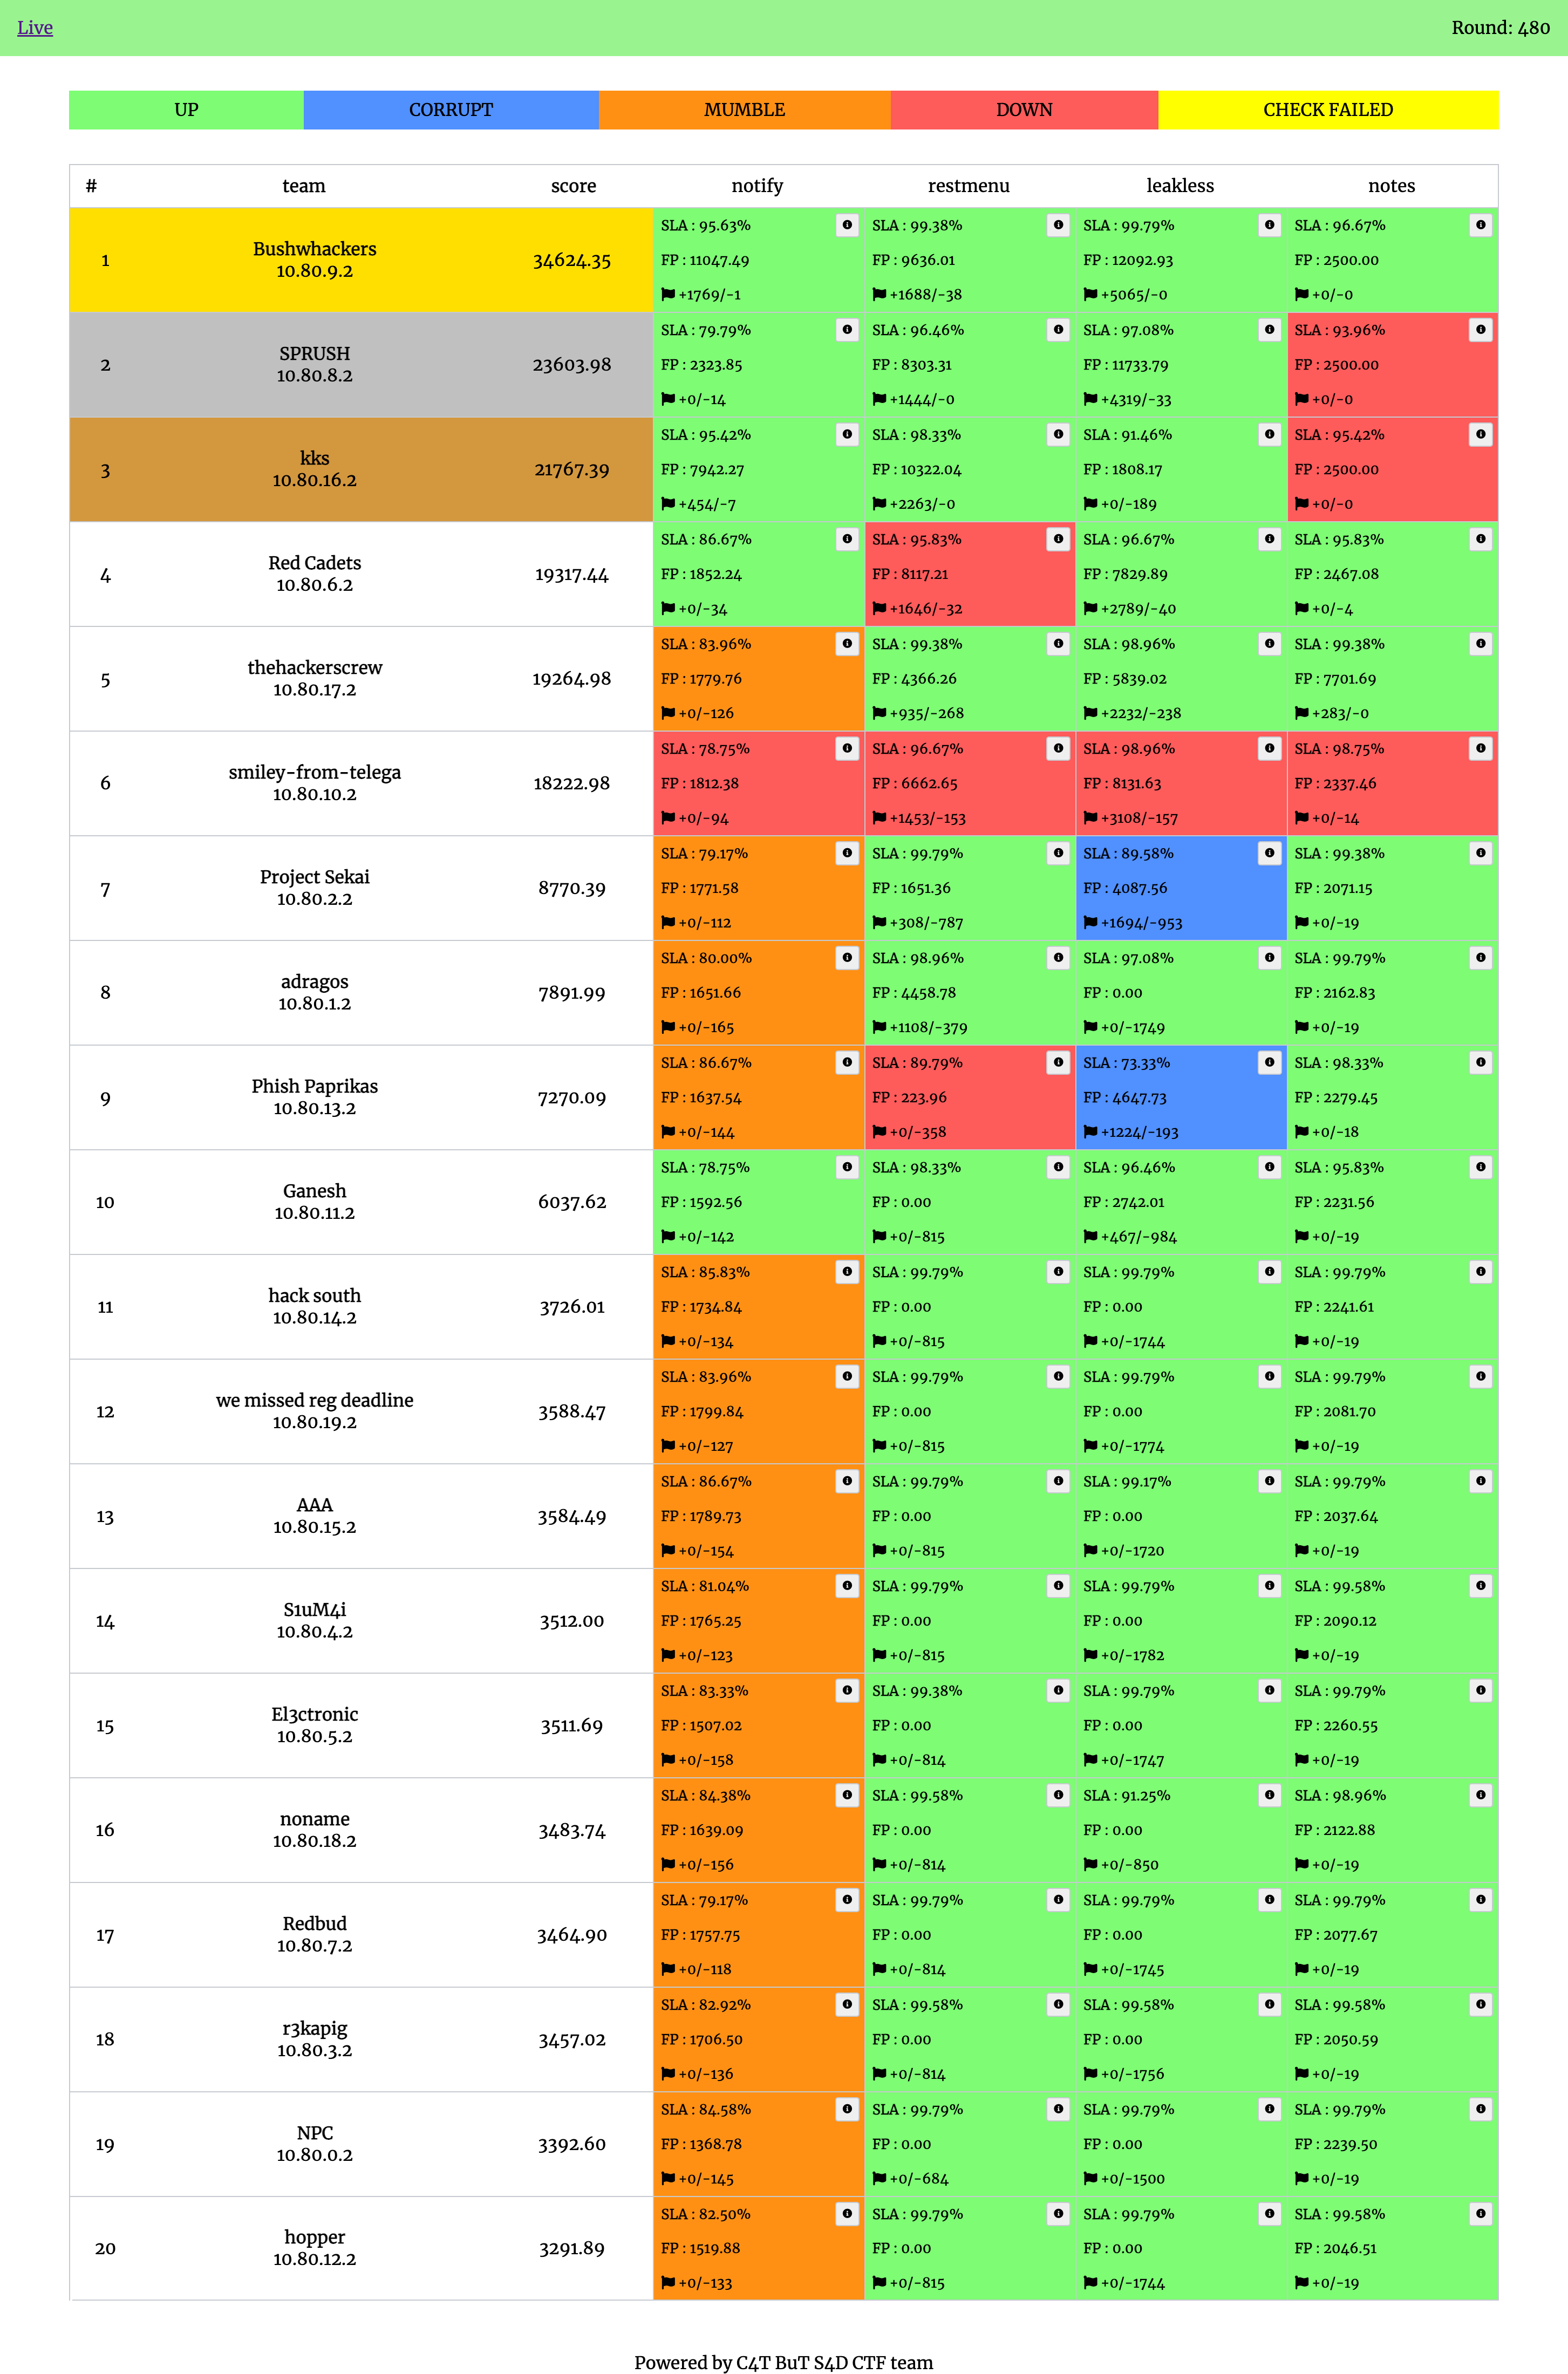 Live Round: 480
UP CORRUPT MUMBLE DOWN CHECK FAILED
# team score notify restmenu leakless notes
SLA : 95.63% SLA : 99.38% SLA : 99.79% SLA : 96.67%
1 Bushwhackers 10.80.9.2 34624.35 FP : 11047.49 FP : 9636.01 FP : 12092.93 FP : 2500.00
+1769/-1 +1688/-38 +5065/-0 +0/-0
SLA : 79.79% SLA : 96.46% SLA : 97.08% SLA : 93.96%
2 SPRUSH 10.80.8.2 23603.98 FP : 2323.85 FP : 8303.31 FP : 11733.79 FP : 2500.00
+0/-14 +1444/-0 +4319/-33 +0/-0
SLA : 95.42% SLA : 98.33% SLA : 91.46% SLA : 95.42%
3 kks 10.80.16.2 21767.39 FP : 7942.27 FP : 10322.04 FP : 1808.17 FP : 2500.00
+454/-7 +2263/-0 +0/-189 +0/-0
SLA : 86.67% SLA : 95.83% SLA : 96.67% SLA : 95.83%
4 Red Cadets 10.80.6.2 19317.44 FP : 1852.24 FP : 8117.21 FP : 7829.89 FP : 2467.08
+0/-34 +1646/-32 +2789/-40 +0/-4
SLA : 83.96% SLA : 99.38% SLA : 98.96% SLA : 99.38%
5 thehackerscrew 10.80.17.2 19264.98 FP : 1779.76 FP : 4366.26 FP : 5839.02 FP : 7701.69
+0/-126 +935/-268 +2232/-238 +283/-0
SLA : 78.75% SLA : 96.67% SLA : 98.96% SLA : 98.75%
6 smiley-from-telega 10.80.10.2 18222.98 FP : 1812.38 FP : 6662.65 FP : 8131.63 FP : 2337.46
+0/-94 +1453/-153 +3108/-157 +0/-14
SLA : 79.17% SLA : 99.79% SLA : 89.58% SLA : 99.38%
7 Project Sekai 10.80.2.2 8770.39 FP : 1771.58 FP : 1651.36 FP : 4087.56 FP : 2071.15
+0/-112 +308/-787 +1694/-953 +0/-19
SLA : 80.00% SLA : 98.96% SLA : 97.08% SLA : 99.79%
8 adragos 10.80.1.2 7891.99 FP : 1651.66 FP : 4458.78 FP : 0.00 FP : 2162.83
+0/-165 +1108/-379 +0/-1749 +0/-19
SLA : 86.67% SLA : 89.79% SLA : 73.33% SLA : 98.33%
9 Phish Paprikas 10.80.13.2 7270.09 FP : 1637.54 FP : 223.96 FP : 4647.73 FP : 2279.45
+0/-144 +0/-358 +1224/-193 +0/-18
SLA : 78.75% SLA : 98.33% SLA : 96.46% SLA : 95.83%
10 Ganesh 10.80.11.2 6037.62 FP : 1592.56 FP : 0.00 FP : 2742.01 FP : 2231.56
+0/-142 +0/-815 +467/-984 +0/-19
SLA : 85.83% SLA : 99.79% SLA : 99.79% SLA : 99.79%
11 hack south 10.80.14.2 3726.01 FP : 1734.84 FP : 0.00 FP : 0.00 FP : 2241.61
+0/-134 +0/-815 +0/-1744 +0/-19
SLA : 83.96% SLA : 99.79% SLA : 99.79% SLA : 99.79%
12 we missed reg deadline 10.80.19.2 3588.47 FP : 1799.84 FP : 0.00 FP : 0.00 FP : 2081.70
+0/-127 +0/-815 +0/-1774 +0/-19
SLA : 86.67% SLA : 99.79% SLA : 99.17% SLA : 99.79%
13 AAA 10.80.15.2 3584.49 FP : 1789.73 FP : 0.00 FP : 0.00 FP : 2037.64
+0/-154 +0/-815 +0/-1720 +0/-19
SLA : 81.04% SLA : 99.79% SLA : 99.79% SLA : 99.58%
14 S1uM4i 10.80.4.2 3512.00 FP : 1765.25 FP : 0.00 FP : 0.00 FP : 2090.12
+0/-123 +0/-815 +0/-1782 +0/-19
SLA : 83.33% SLA : 99.38% SLA : 99.79% SLA : 99.79%
15 El3ctronic 10.80.5.2 3511.69 FP : 1507.02 FP : 0.00 FP : 0.00 FP : 2260.55
+0/-158 +0/-814 +0/-1747 +0/-19
SLA : 84.38% SLA : 99.58% SLA : 91.25% SLA : 98.96%
16 noname 10.80.18.2 3483.74 FP : 1639.09 FP : 0.00 FP : 0.00 FP : 2122.88
+0/-156 +0/-814 +0/-850 +0/-19
SLA : 79.17% SLA : 99.79% SLA : 99.79% SLA : 99.79%
17 Redbud 10.80.7.2 3464.90 FP : 1757.75 FP : 0.00 FP : 0.00 FP : 2077.67
+0/-118 +0/-814 +0/-1745 +0/-19
SLA : 82.92% SLA : 99.58% SLA : 99.58% SLA : 99.58%
18 r3kapig 10.80.3.2 3457.02 FP : 1706.50 FP : 0.00 FP : 0.00 FP : 2050.59
+0/-136 +0/-814 +0/-1756 +0/-19
SLA : 84.58% SLA : 99.79% SLA : 99.79% SLA : 99.79%
19 NPC 10.80.0.2 3392.60 FP : 1368.78 FP : 0.00 FP : 0.00 FP : 2239.50
+0/-145 +0/-684 +0/-1500 +0/-19
SLA : 82.50% SLA : 99.79% SLA : 99.79% SLA : 99.58%
20 hopper 10.80.12.2 3291.89 FP : 1519.88 FP : 0.00 FP : 0.00 FP : 2046.51
+0/-133 +0/-815 +0/-1744 +0/-19
Powered by C4T BuT S4D CTF team